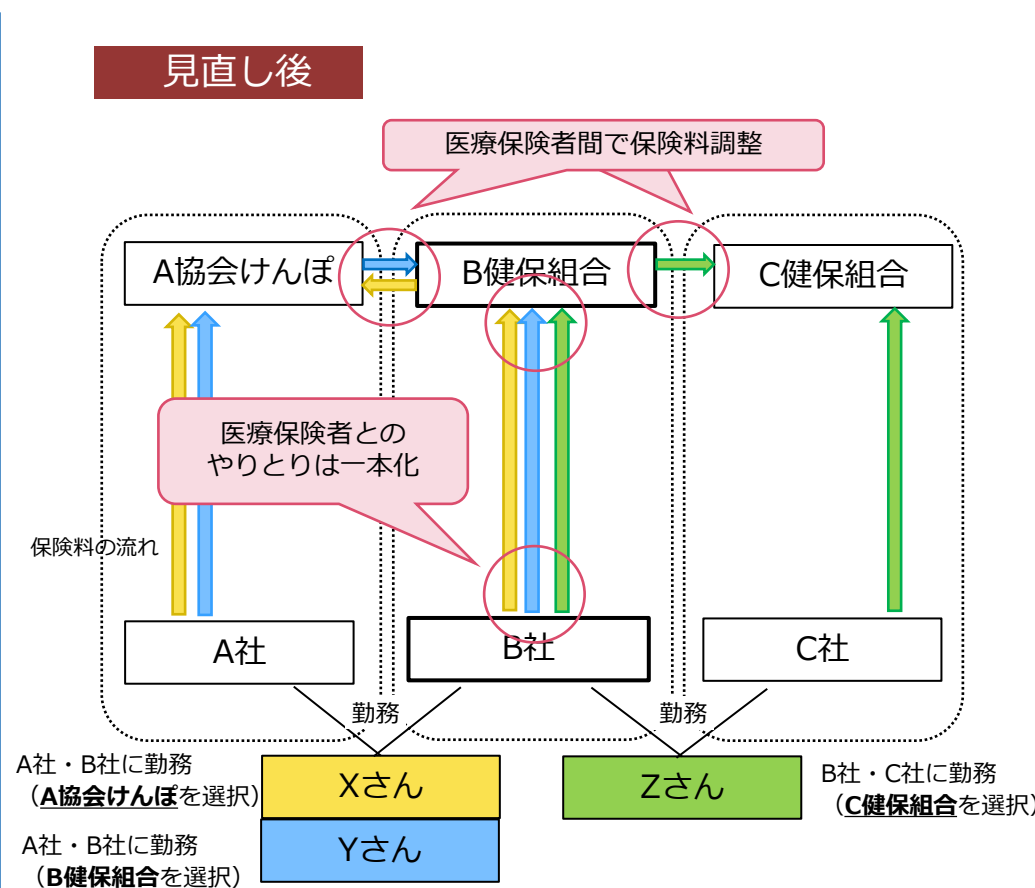 見直し後
医療保険者間で保険料調整
A協会けんぽ
B健保組合
C健保組合
医療保険者との
やりとりは一本化
保険料の流れ
A社
B社
C社
勤務
勤務
A社・B社に勤務
（A協会けんぽを選択）
Xさん
Zさん
B社・C社に勤務
（C健保組合を選択）
A社・B社に勤務
（B健保組合を選択）
Yさん